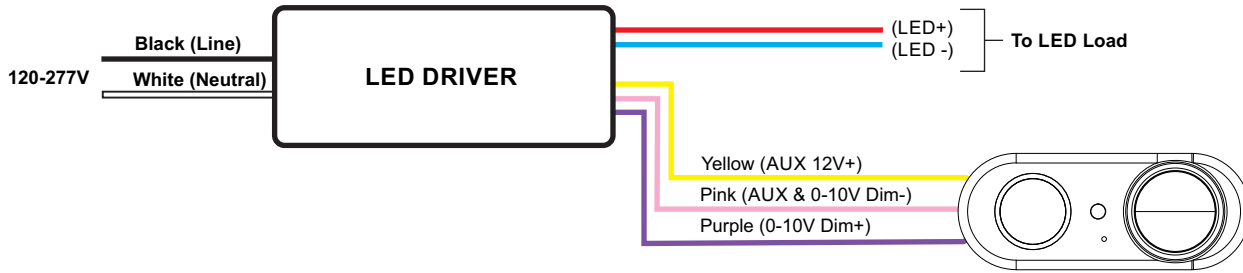 Black (Line)
120-277V
White (Neutral)
LED DRIVER
(LED+)
(LED -)
To LED Load
Yellow (AUX 12V+)
Pink (AUX & 0-10V Dim-)
Purple (0-10V Dim+)